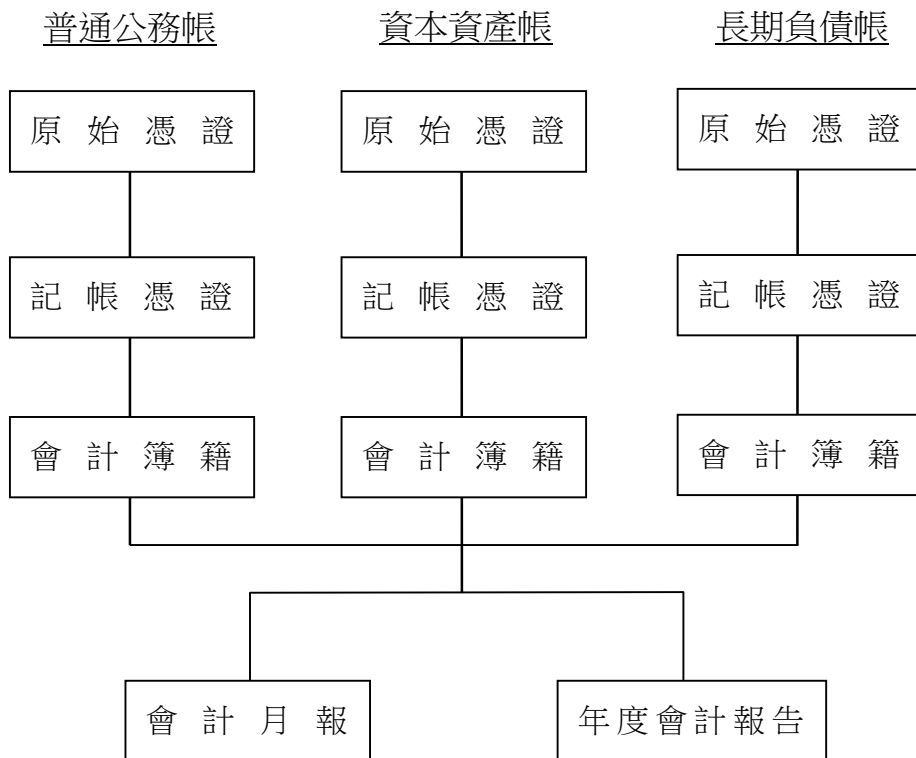 普通公務帳 資本資產帳 長期負債帳
原始憑證 原始憑證 原始憑證
記帳憑證 記帳憑證 記帳憑證
會計簿籍 會計簿籍 會計簿籍
會計月報 年度會計報告